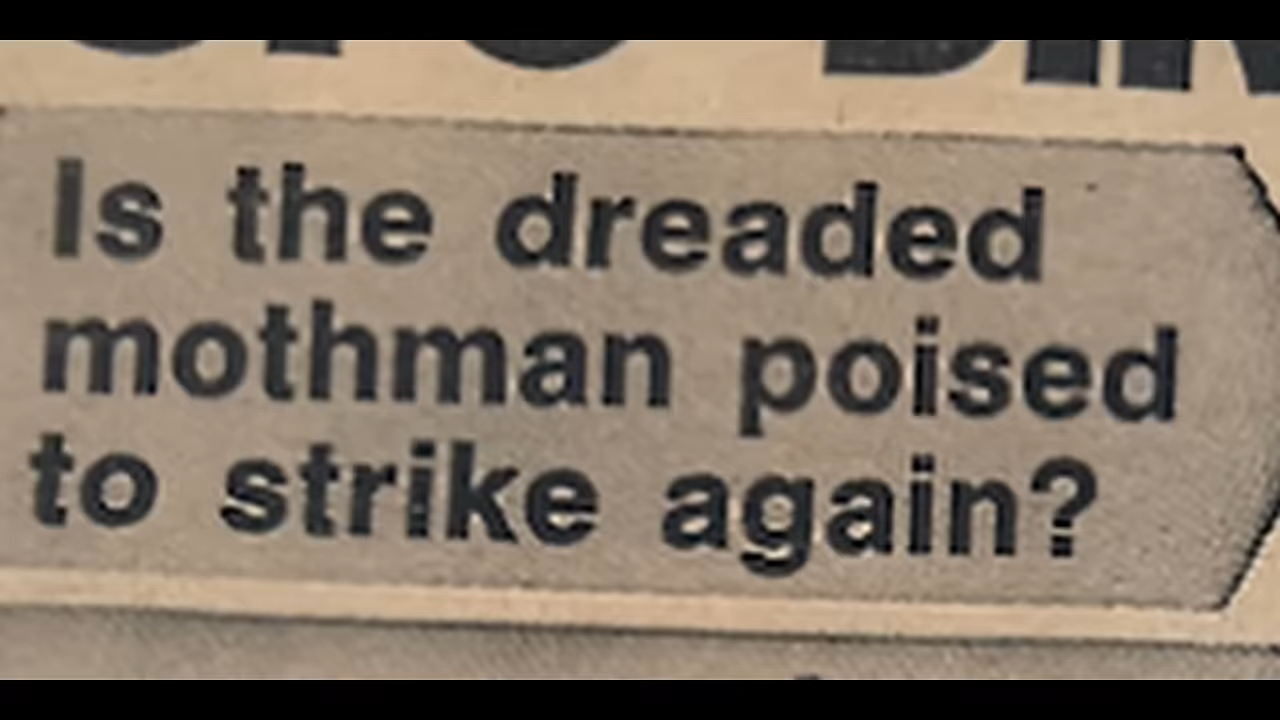 Is the dreaded
mothman poised
to strike again?